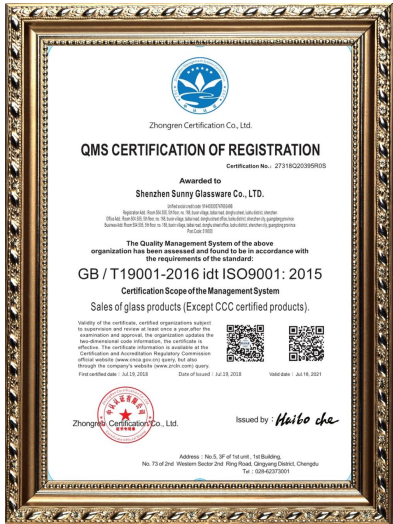 Zhongren Certification Co., Ltd.
QMS CERTIFICATION OF REGISTRATION
Certification No.: 27318Q20395R0S
Awarded to
Shenzhen Sunny Glassware Co., LTD.
The Quality Management System of the above
organization has been assessed and found to be in accordance with
the requirements of the standard:
GB / T19001-2016 idt ISO9001: 2015
Certification Scope of the Management System
Sales of glass products (Except CCC certified products).
Validity of the certificate, certified organizations subject
to supervision and review at least once a year,after the
examination and approval, the organization updates the
two-dimensional code information, the certificate is
effective. The certificate information is available at the
Certification and Accreditation Regulatory Commission
official website (www.cnca.gov.cn) query, but also
through the company's website (www.zrcln.com) query.
First certified date : Jul.19, 2018 Date of Issued : Jul.19, 2018 Valid date : Jul 18, 2021
Zhongren Certification Co., Ltd.
Issued by : Haibo che
Address : No.5, 3F of 1st unit , 1st Building,
No. 73 of 2nd Western Sector 2nd Ring Road, Qingyang District, Chengdu
Tel : 028-62373001